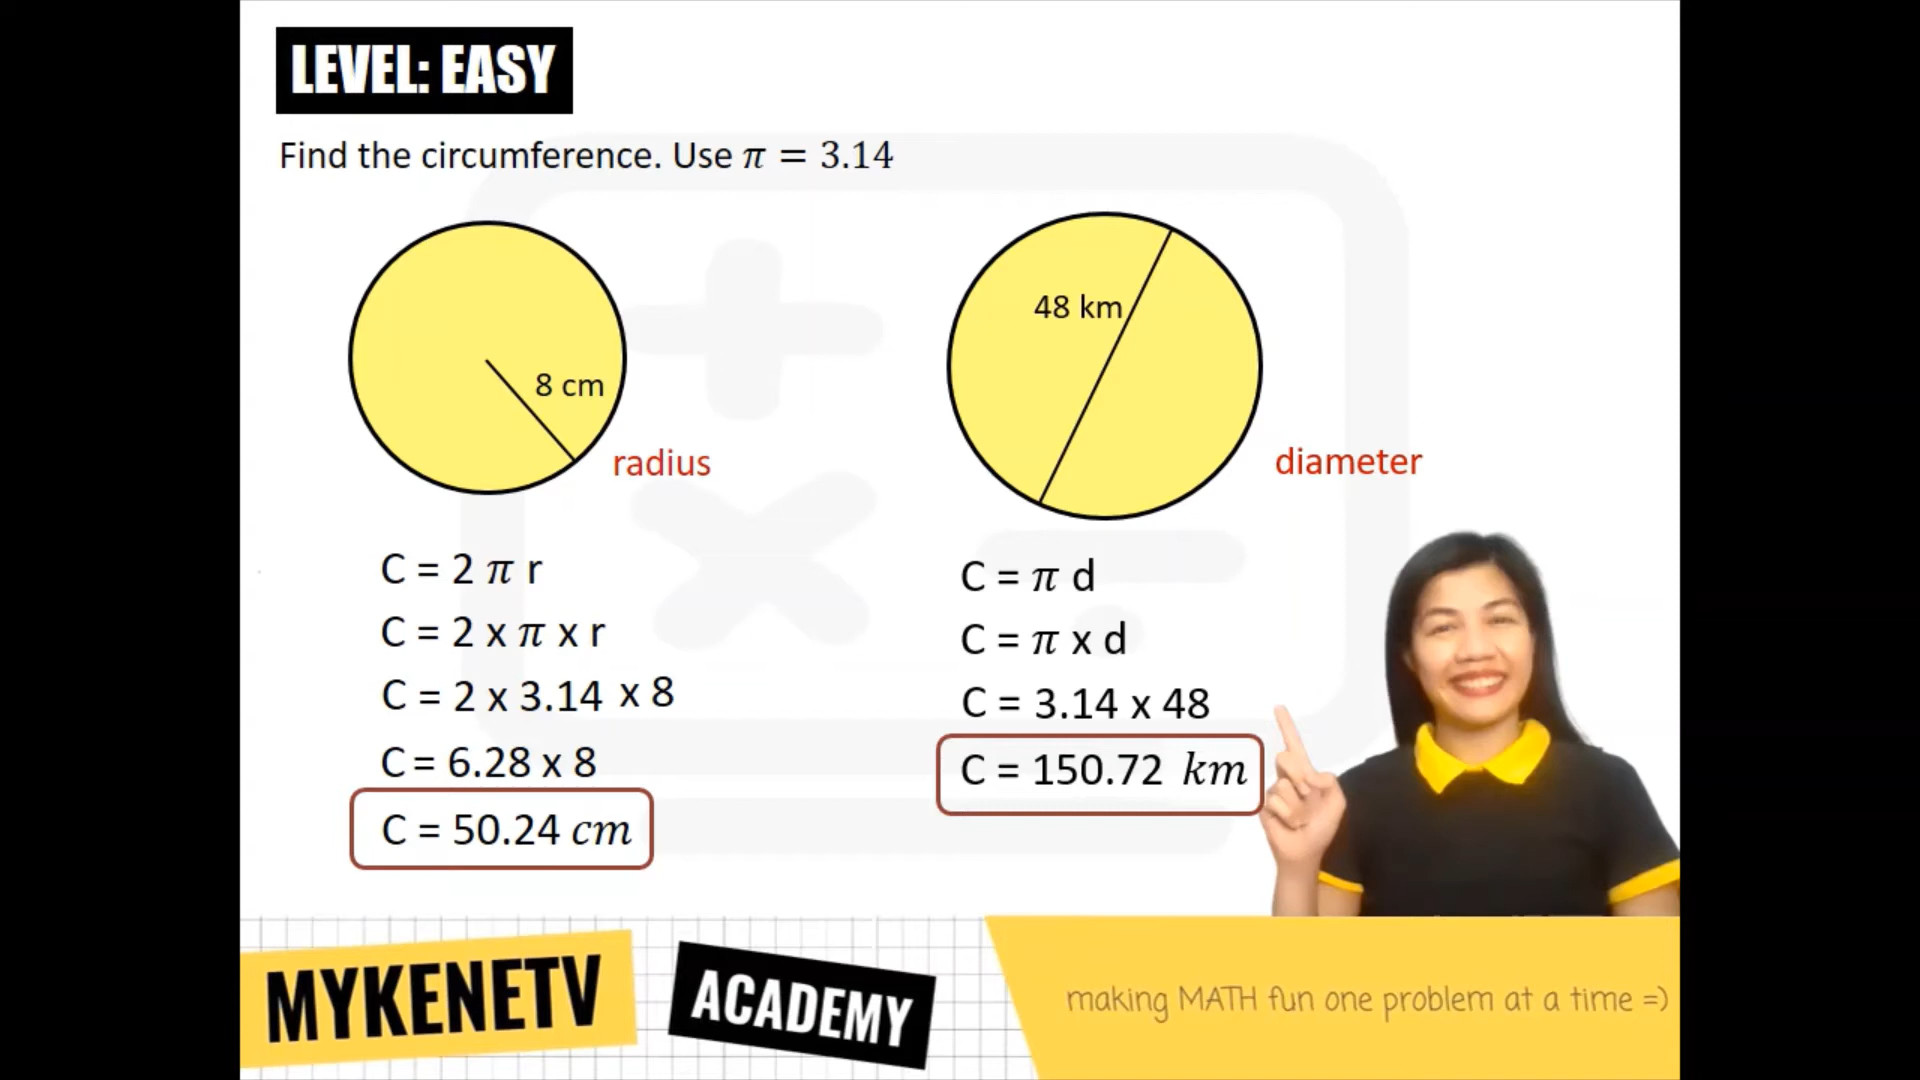 LEVEL: EASY
Find the circumference. Use π = 3.14
8 cm
radius
C = 2 π r
C = 2 x π x r
C = 2 x 3.14 x 8
C = 6.28 x 8
C = 50.24 cm
48 km
diameter
C = π d
C = π x d
C = 3.14 x 48
C = 150.72 km
MYKENETV
ACADEMY
making MATH fun one problem at a time =)